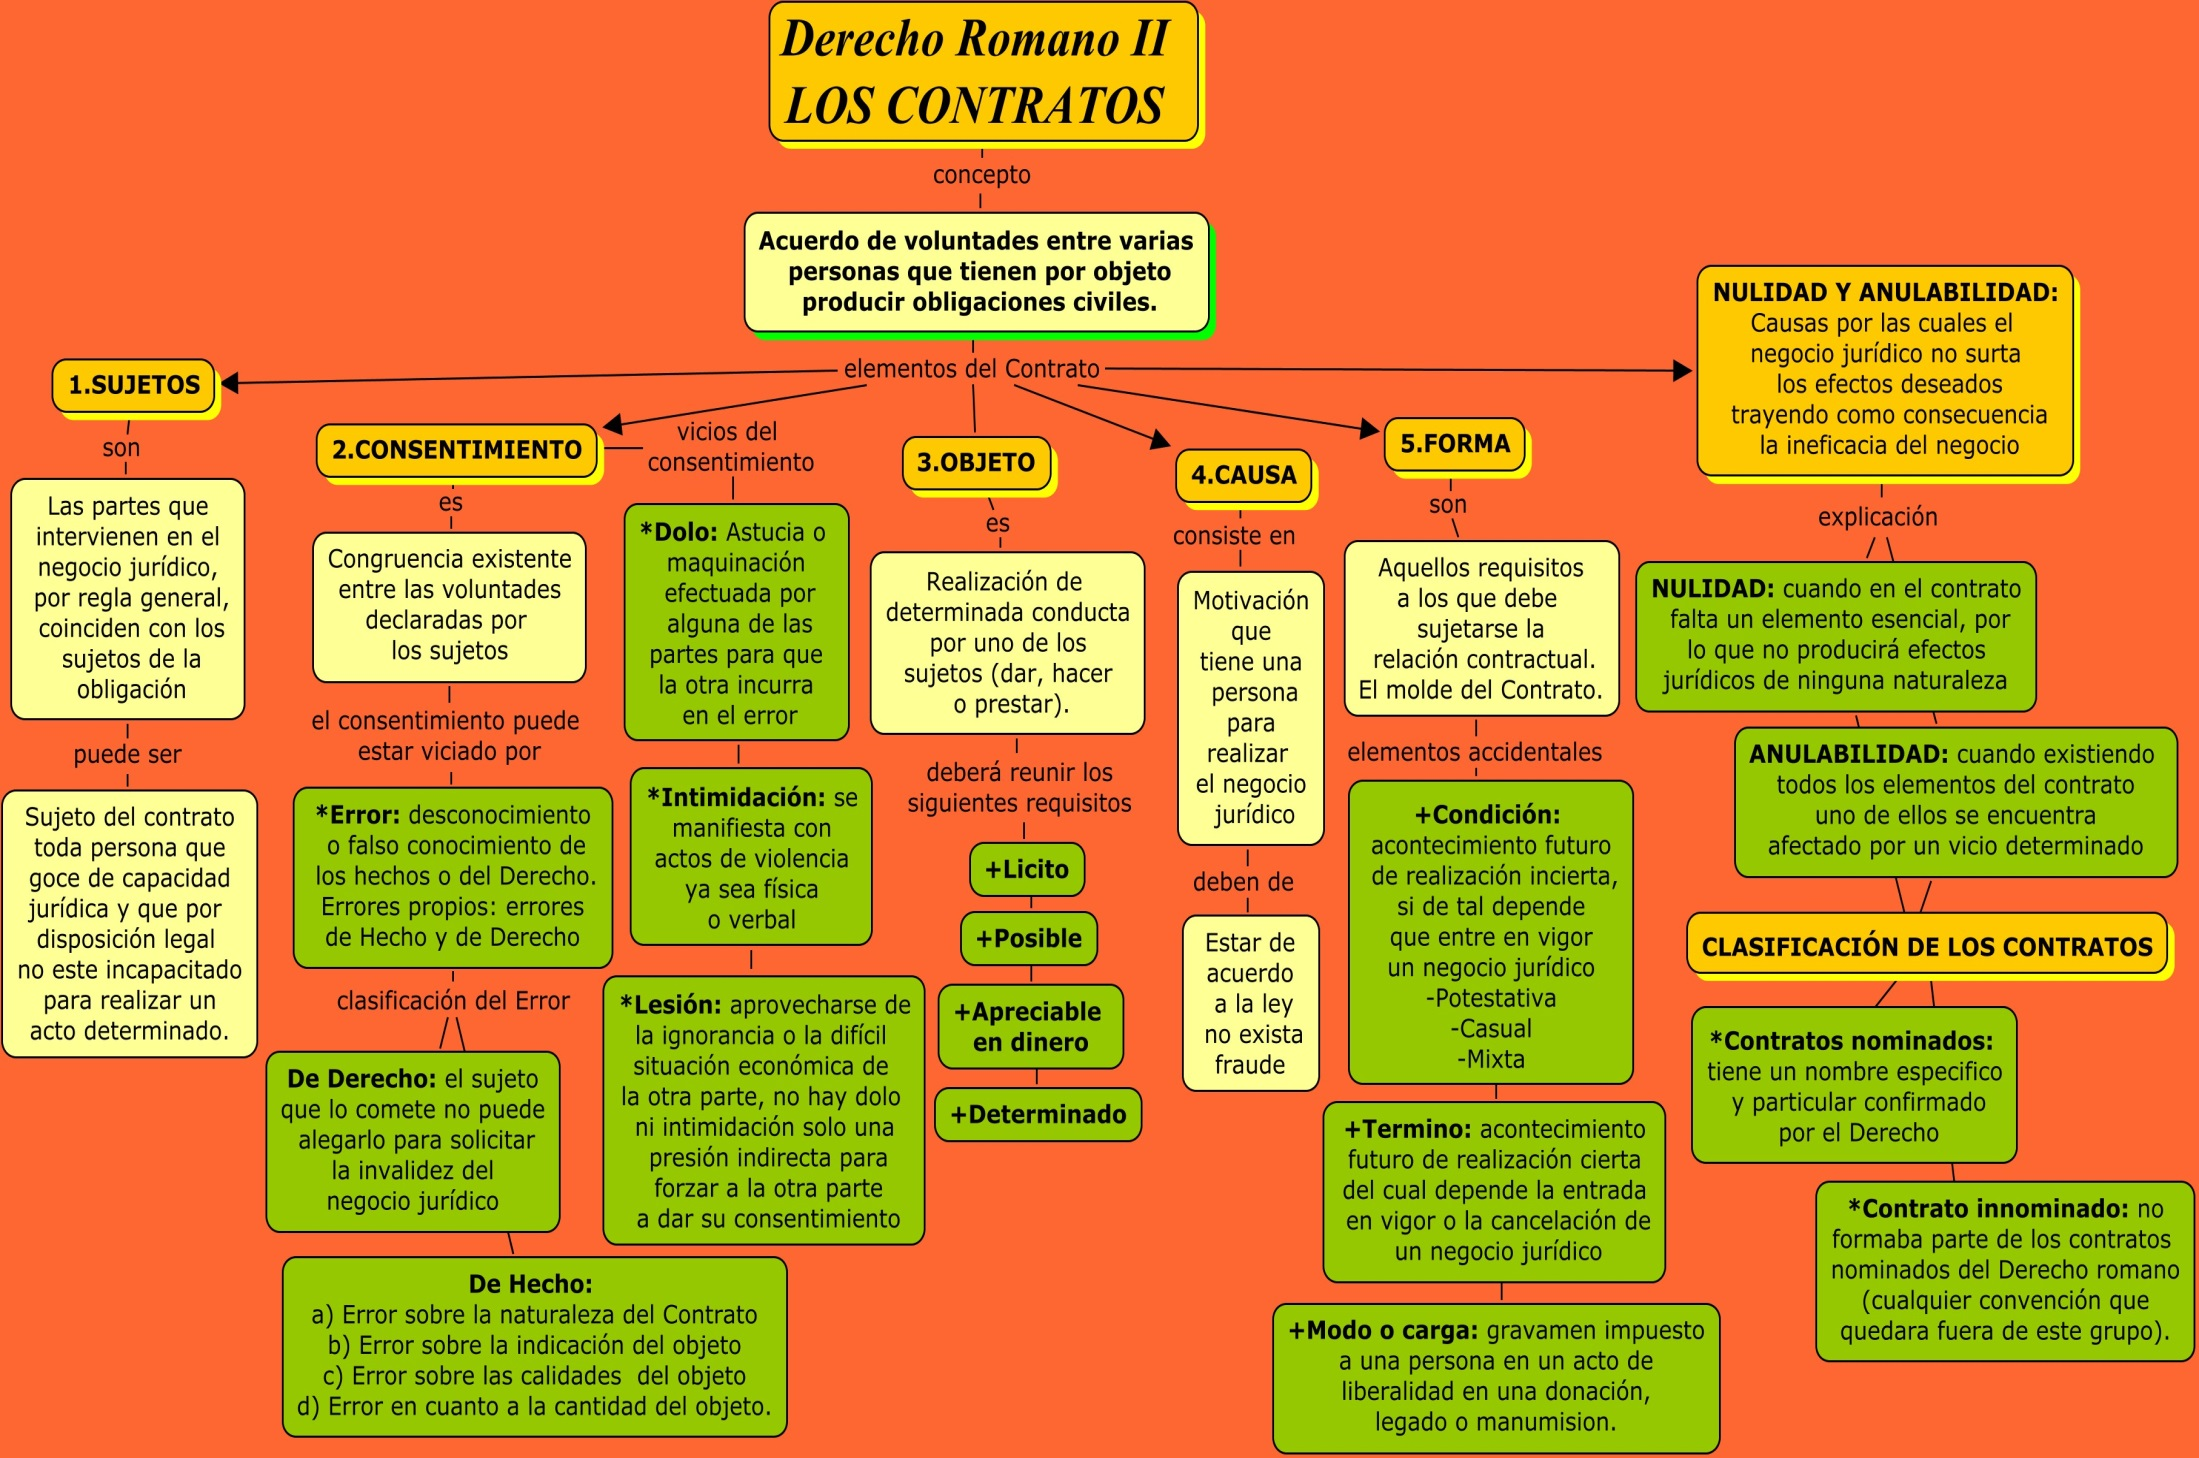 Derecho Romano II
LOS CONTRATOS
concepto
Acuerdo de voluntades entre varias
personas que tienen por objeto
producir obligaciones civiles.
elementos del Contrato
1.SUJETOS
son
Las partes que
intervienen en el
negocio jurídico,
por regla general,
coinciden con los
sujetos de la
obligación
puede ser
Sujeto del contrato
toda persona que
goce de capacidad
jurídica y que por
disposición legal
no este incapacitado
para realizar un
acto determinado.
2.CONSENTIMIENTO
es
Congruencia existente
entre las voluntades
declaradas por
los sujetos
el consentimiento puede
estar viciado por
*Error: desconocimiento
o falso conocimiento de
los hechos o del Derecho.
Errores propios: errores
de Hecho y de Derecho
clasificación del Error
De Derecho: el sujeto
que lo comete no puede
alegarlo para solicitar
la invalidez del
negocio jurídico
De Hecho:
a) Error sobre la naturaleza del Contrato
b) Error sobre la indicación del objeto
c) Error sobre las calidades  del objeto
d) Error en cuanto a la cantidad del objeto.
vicios del
consentimiento
*Dolo: Astucia o
maquinación
efectuada por
alguna de las
partes para que
la otra incurra
en el error
*Intimidación: se
manifiesta con
actos de violencia
ya sea física
o verbal
*Lesión: aprovecharse de
la ignorancia o la difícil
situación económica de
la otra parte, no hay dolo
ni intimidación solo una
presión indirecta para
forzar a la otra parte
a dar su consentimiento
3.OBJETO
es
Realización de
determinada conducta
por uno de los
sujetos (dar, hacer
o prestar).
deberá reunir los
siguientes requisitos
+Licito
+Posible
+Apreciable
en dinero
+Determinado
4.CAUSA
consiste en
Motivación
que
tiene una
persona
para
realizar
el negocio
jurídico
deben de
Estar de
acuerdo
a la ley
no exista
fraude
5.FORMA
son
Aquellos requisitos
a los que debe
sujetarse la
relación contractual.
El molde del Contrato.
elementos accidentales
+Condición:
acontecimiento futuro
de realización incierta,
si de tal depende
que entre en vigor
un negocio jurídico
-Potestativa
-Casual
-Mixta
+Termino: acontecimiento
futuro de realización cierta
del cual depende la entrada
en vigor o la cancelación de
un negocio jurídico
+Modo o carga: gravamen impuesto
a una persona en un acto de
liberalidad en una donación,
legado o manumision.
NULIDAD Y ANULABILIDAD:
Causas por las cuales el
negocio jurídico no surta
los efectos deseados
trayendo como consecuencia
la ineficacia del negocio
explicación
NULIDAD: cuando en el contrato
falta un elemento esencial, por
lo que no producirá efectos
jurídicos de ninguna naturaleza
ANULABILIDAD: cuando existiendo
todos los elementos del contrato
uno de ellos se encuentra
afectado por un vicio determinado
CLASIFICACIÓN DE LOS CONTRATOS
*Contratos nominados:
tiene un nombre especifico
y particular confirmado
por el Derecho
*Contrato innominado: no
formaba parte de los contratos
nominados del Derecho romano
(cualquier convención que
quedara fuera de este grupo).